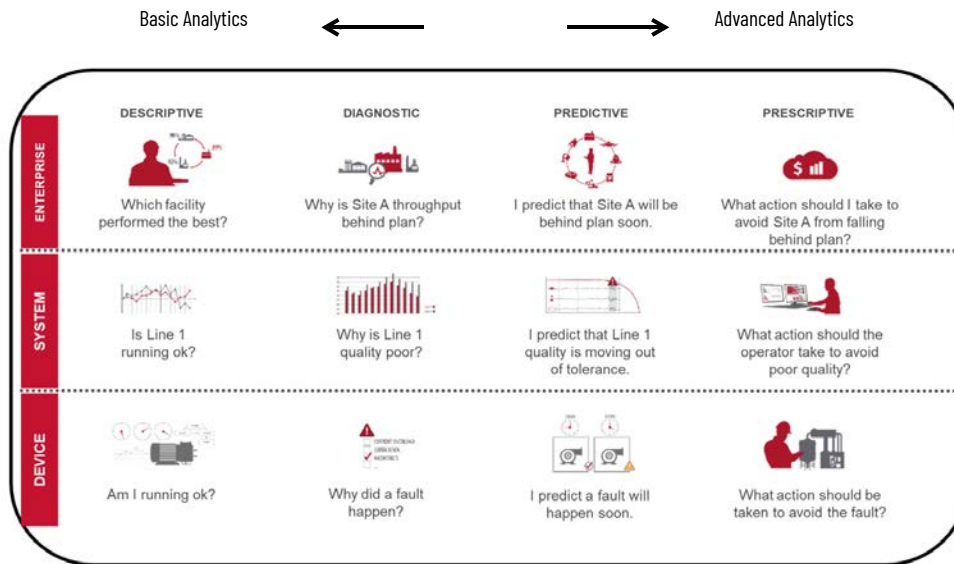 Basic Analytics
Advanced Analytics
DESCRIPTIVE
DIAGNOSTIC
PREDICTIVE
PRESCRIPTIVE
ENTERPRISE
Which facility
performed the best?
Why is Site A throughput
behind plan?
I predict that Site A will be
behind plan soon.
What action should I take to
avoid Site A from falling
behind plan?
SYSTEM
Is Line 1
running ok?
Why is Line 1
quality poor?
I predict that Line 1
quality is moving out
of tolerance.
What action should the
operator take to avoid
poor quality?
DEVICE
Am I running ok?
Why did a fault
happen?
I predict a fault will
happen soon.
What action should be
taken to avoid the fault?